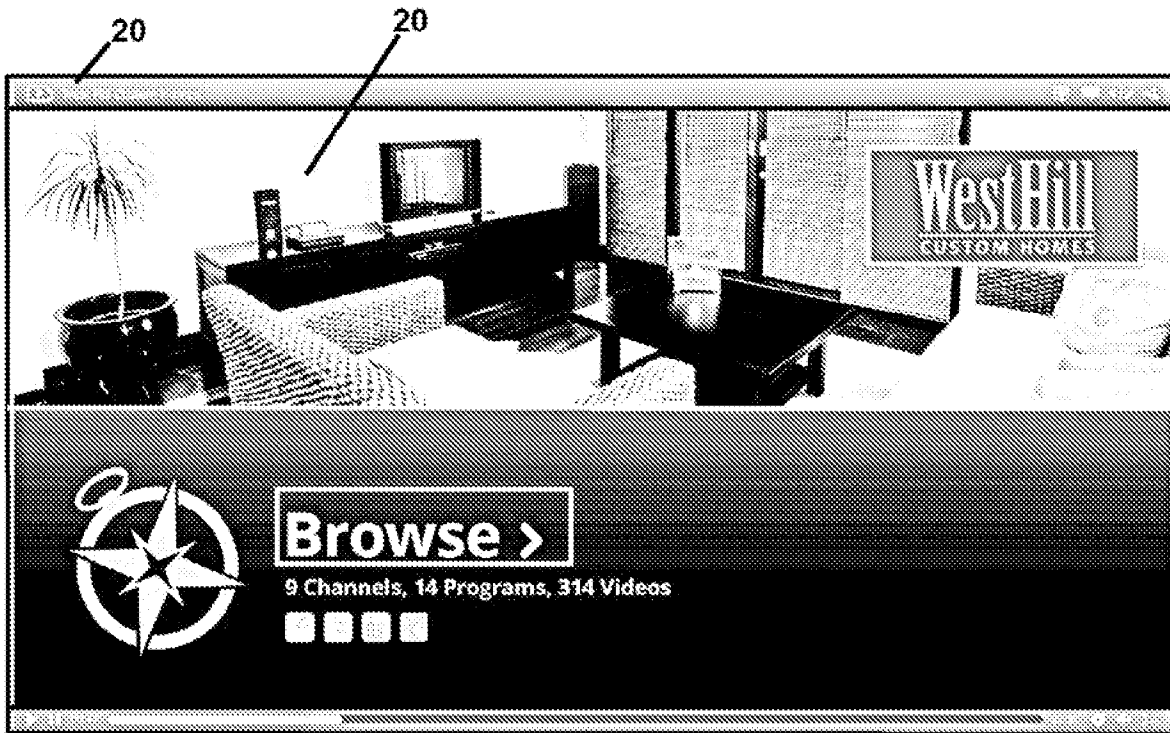 20
20
WestHill
CUSTOM HOMES
Browse >
9 Channels, 14 Programs, 314 Videos